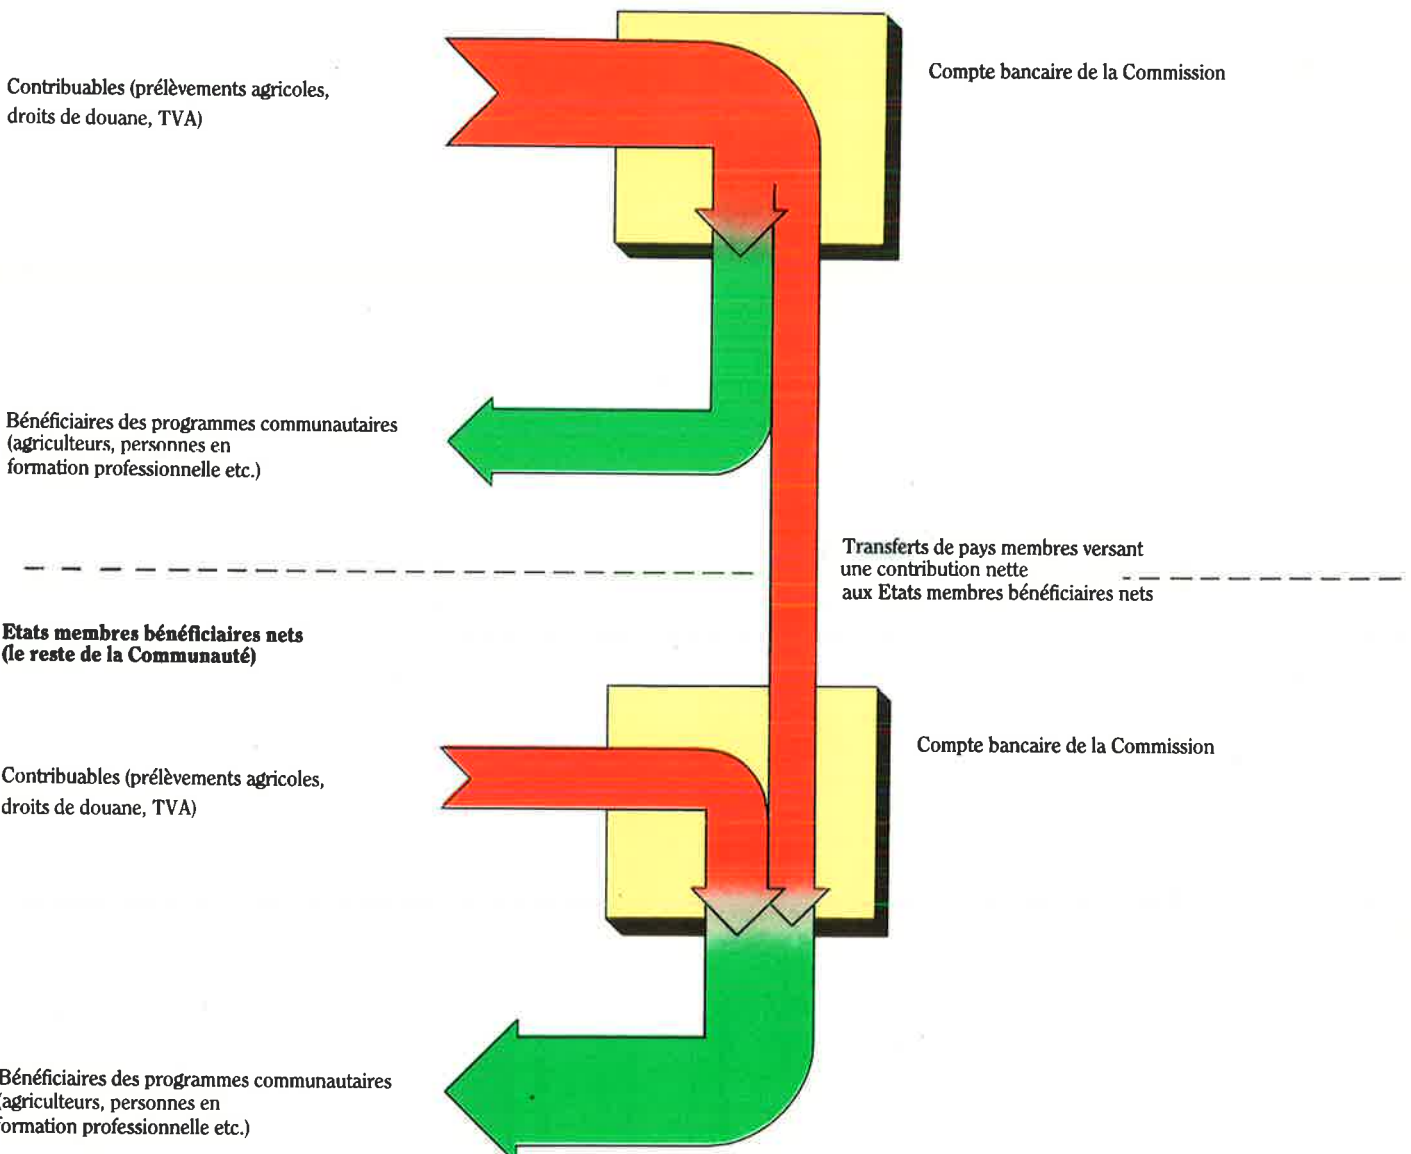 Contribuables (prélèvements agricoles,
droits de douane, TVA)
Compte bancaire de la Commission
Bénéficiaires des programmes communautaires
(agriculteurs, personnes en
formation professionnelle etc.)
Transferts de pays membres versant
une contribution nette
aux Etats membres bénéficiaires nets
Etats membres bénéficiaires nets
(le reste de la Communauté)
Compte bancaire de la Commission
Contribuables (prélèvements agricoles,
droits de douane, TVA)
Bénéficiaires des programmes communautaires
(agriculteurs, personnes en
formation professionnelle etc.)